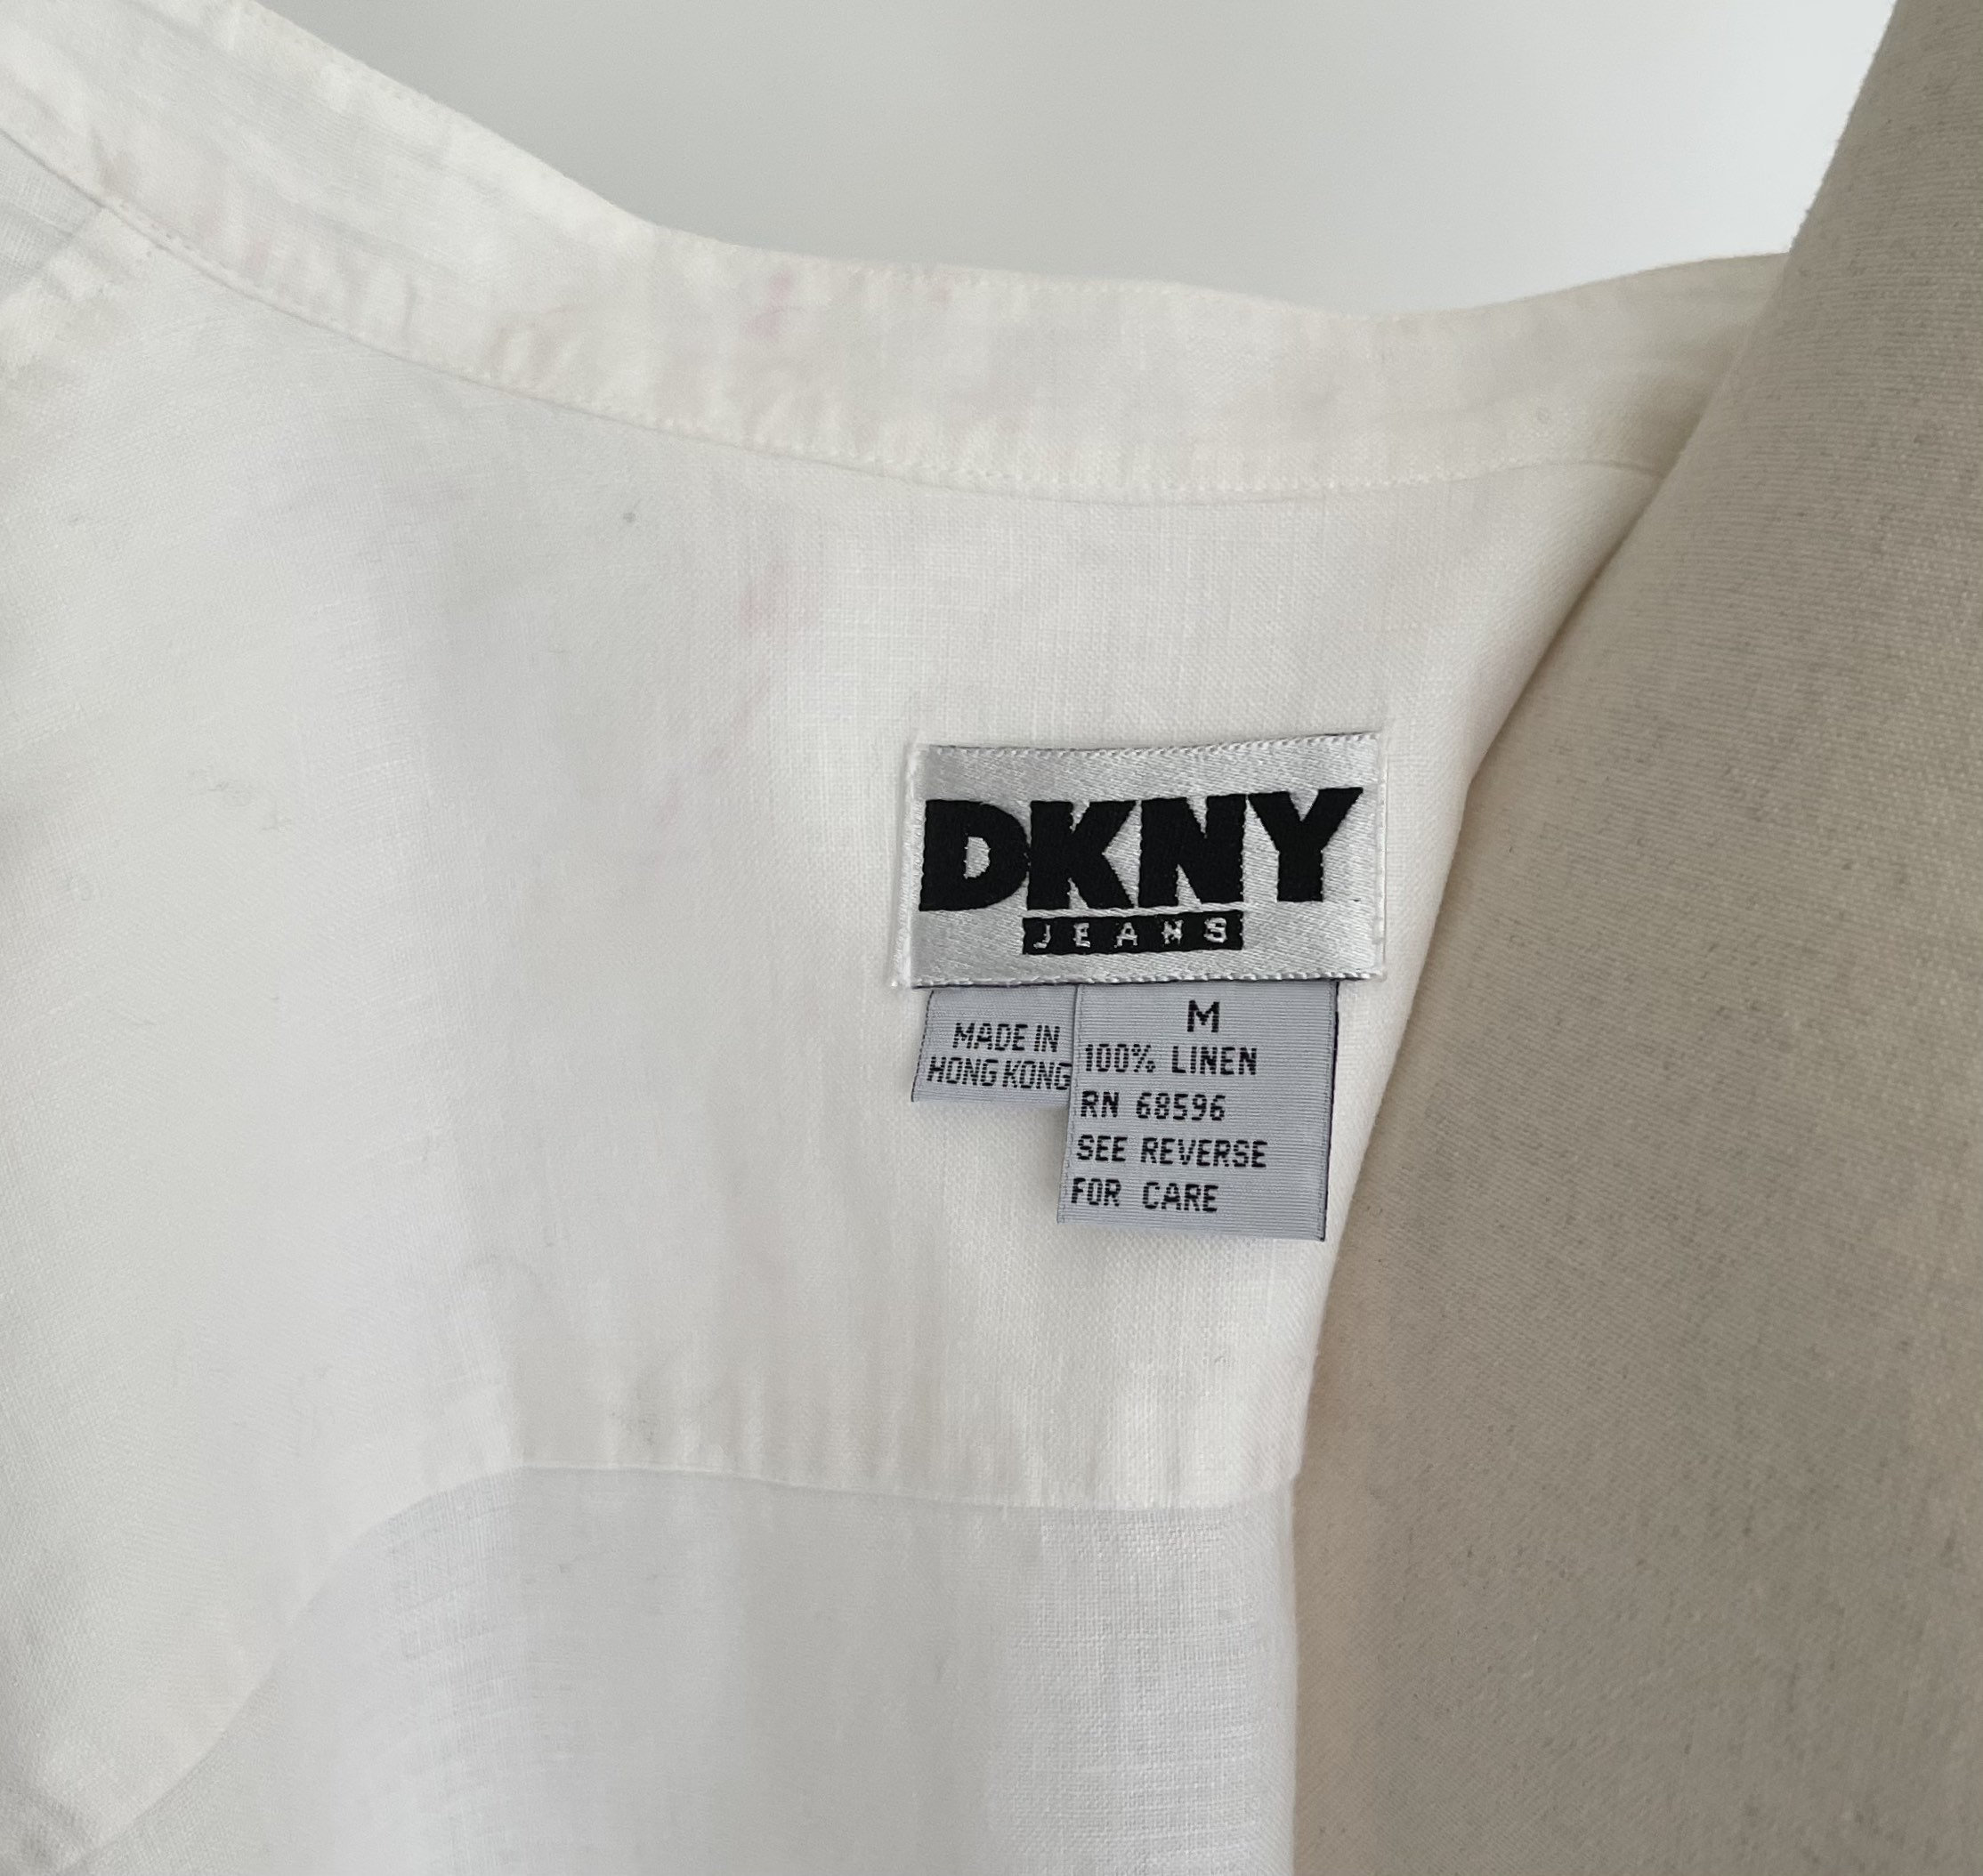 DKNY
JEANS
MADE IN
HONG KONG
M
100% LINEN
RN 68596
SEE REVERSE
FOR CARE